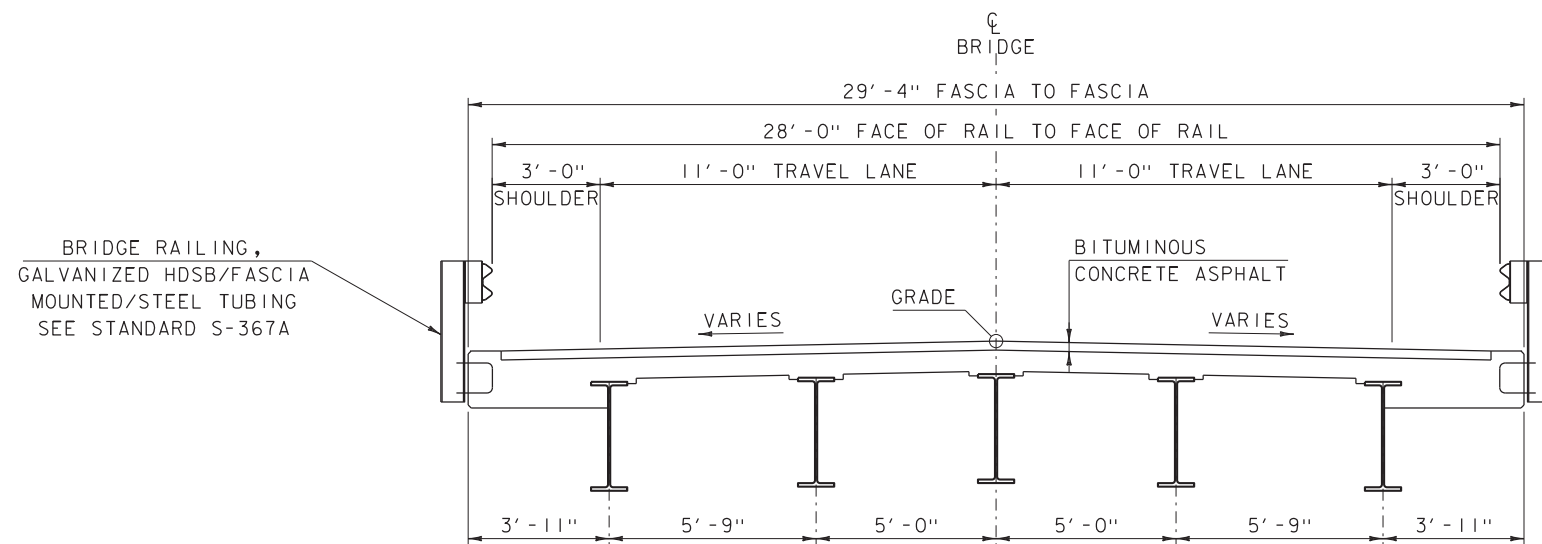 ℄
BRIDGE
29'-4" FASCIA TO FASCIA
28'-0" FACE OF RAIL TO FACE OF RAIL
3'-0" 11'-0" TRAVEL LANE 11'-0" TRAVEL LANE 3'-0"
SHOULDER SHOULDER
BRIDGE RAILING,
GALVANIZED HDSB/FASCIA
MOUNTED/STEEL TUBING
SEE STANDARD S-367A
BITUMINOUS
CONCRETE ASPHALT
GRADE
VARIES VARIES
3'-11" 5'-9" 5'-0" 5'-0" 5'-9" 3'-11"